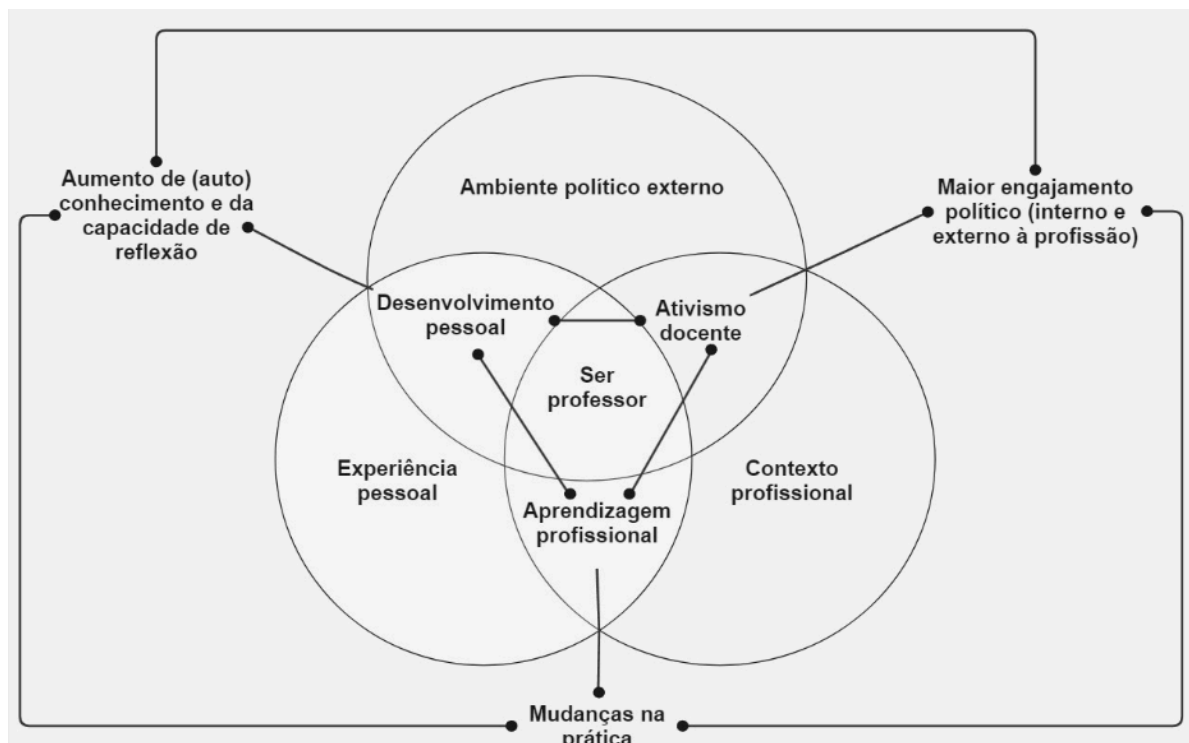 Ambiente político externo
Aumento de (auto)
conhecimento e da
capacidade de
reflexão
Maior engajamento
político (interno e
externo à profissão)
Desenvolvimento
pessoal
Ativismo
docente
Ser
professor
Experiência
pessoal
Contexto
profissional
Aprendizagem
profissional
Mudanças na
prática